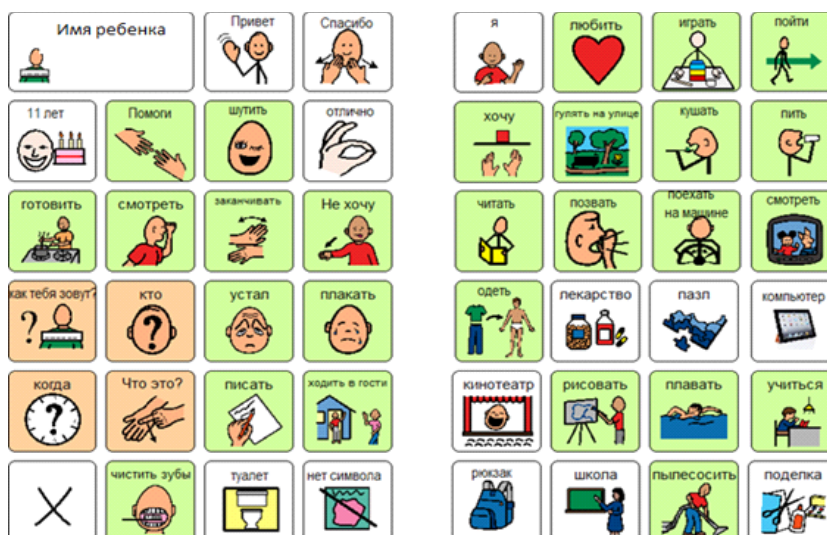 Имя ребенка
Привет
Спасибо
11 лет
Помоги
шутить
отлично
готовить
смотреть
заканчивать
Не хочу
как тебя зовут?
кто
устал
плакать
когда
Что это?
писать
ходить в гости
чистить зубы
туалет
нет символа
я
любить
играть
пойти
хочу
гулять на улице
кушать
пить
читать
позвать
поехать
на машине
смотреть
одеть
лекарство
пазл
компьютер
кинотеатр
рисовать
плавать
учиться
рюкзак
школа
пылесосить
поделка